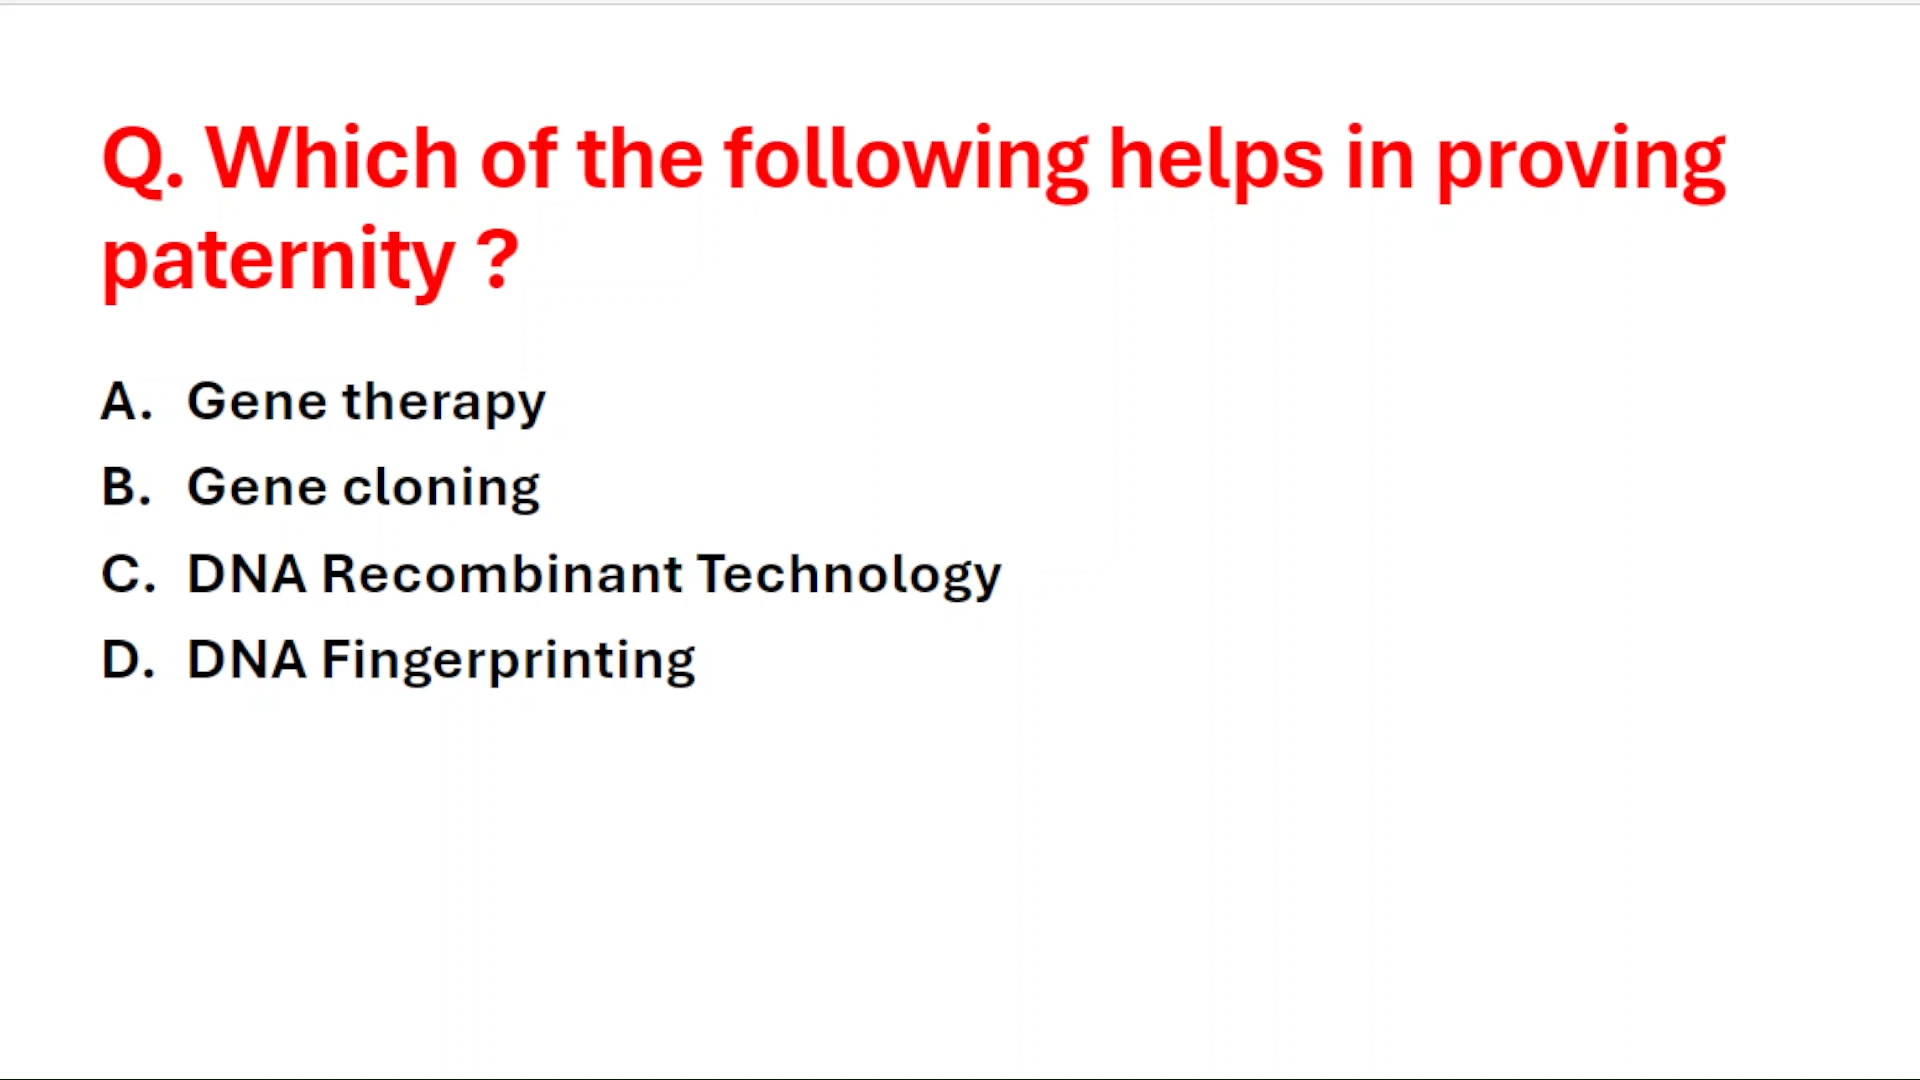 Q. Which of the following helps in proving
paternity ?
A. Gene therapy
B. Gene cloning
C. DNA Recombinant Technology
D. DNA Fingerprinting